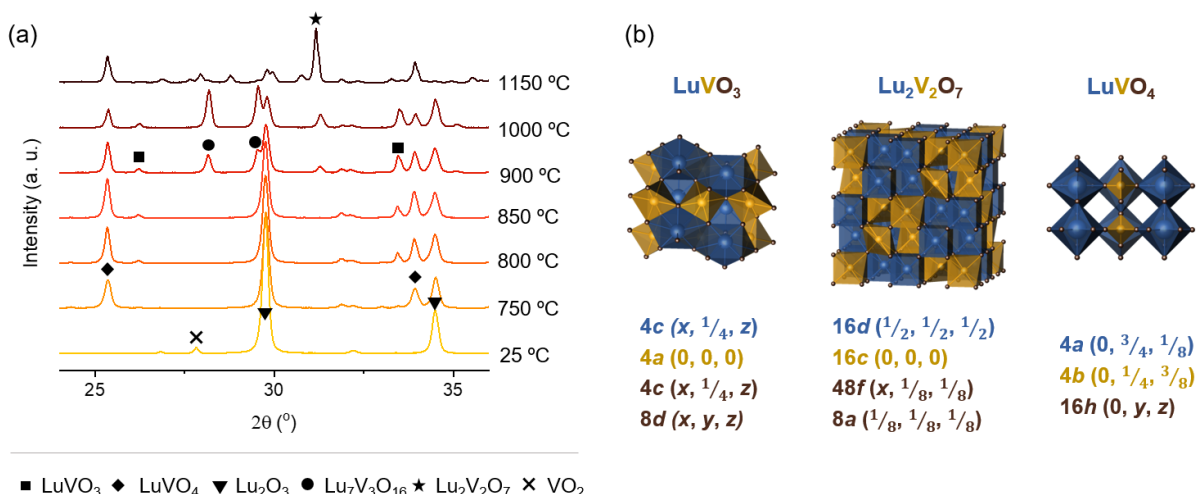 (a)
Intensity (a. u.)
1150 ºC
1000 ºC
900 ºC
850 ºC
800 ºC
750 ºC
25 ºC
25 30 35
2θ (º)
■ LuVO₃ ◆ LuVO₄ ▼ Lu₂O₃ ● Lu₇V₃O₁₆ ★ Lu₂V₂O₇ × VO₂
(b)
LuVO₃
4c (x, ¹/₄, z)
4a (0, 0, 0)
4c (x, ¹/₄, z)
8d (x, y, z)
Lu₂V₂O₇
16d (¹/₂, ¹/₂, ¹/₂)
16c (0, 0, 0)
48f (x, ¹/₈, ¹/₈)
8a (¹/₈, ¹/₈, ¹/₈)
LuVO₄
4a (0, ³/₄, ¹/₈)
4b (0, ¹/₄, ³/₈)
16h (0, y, z)